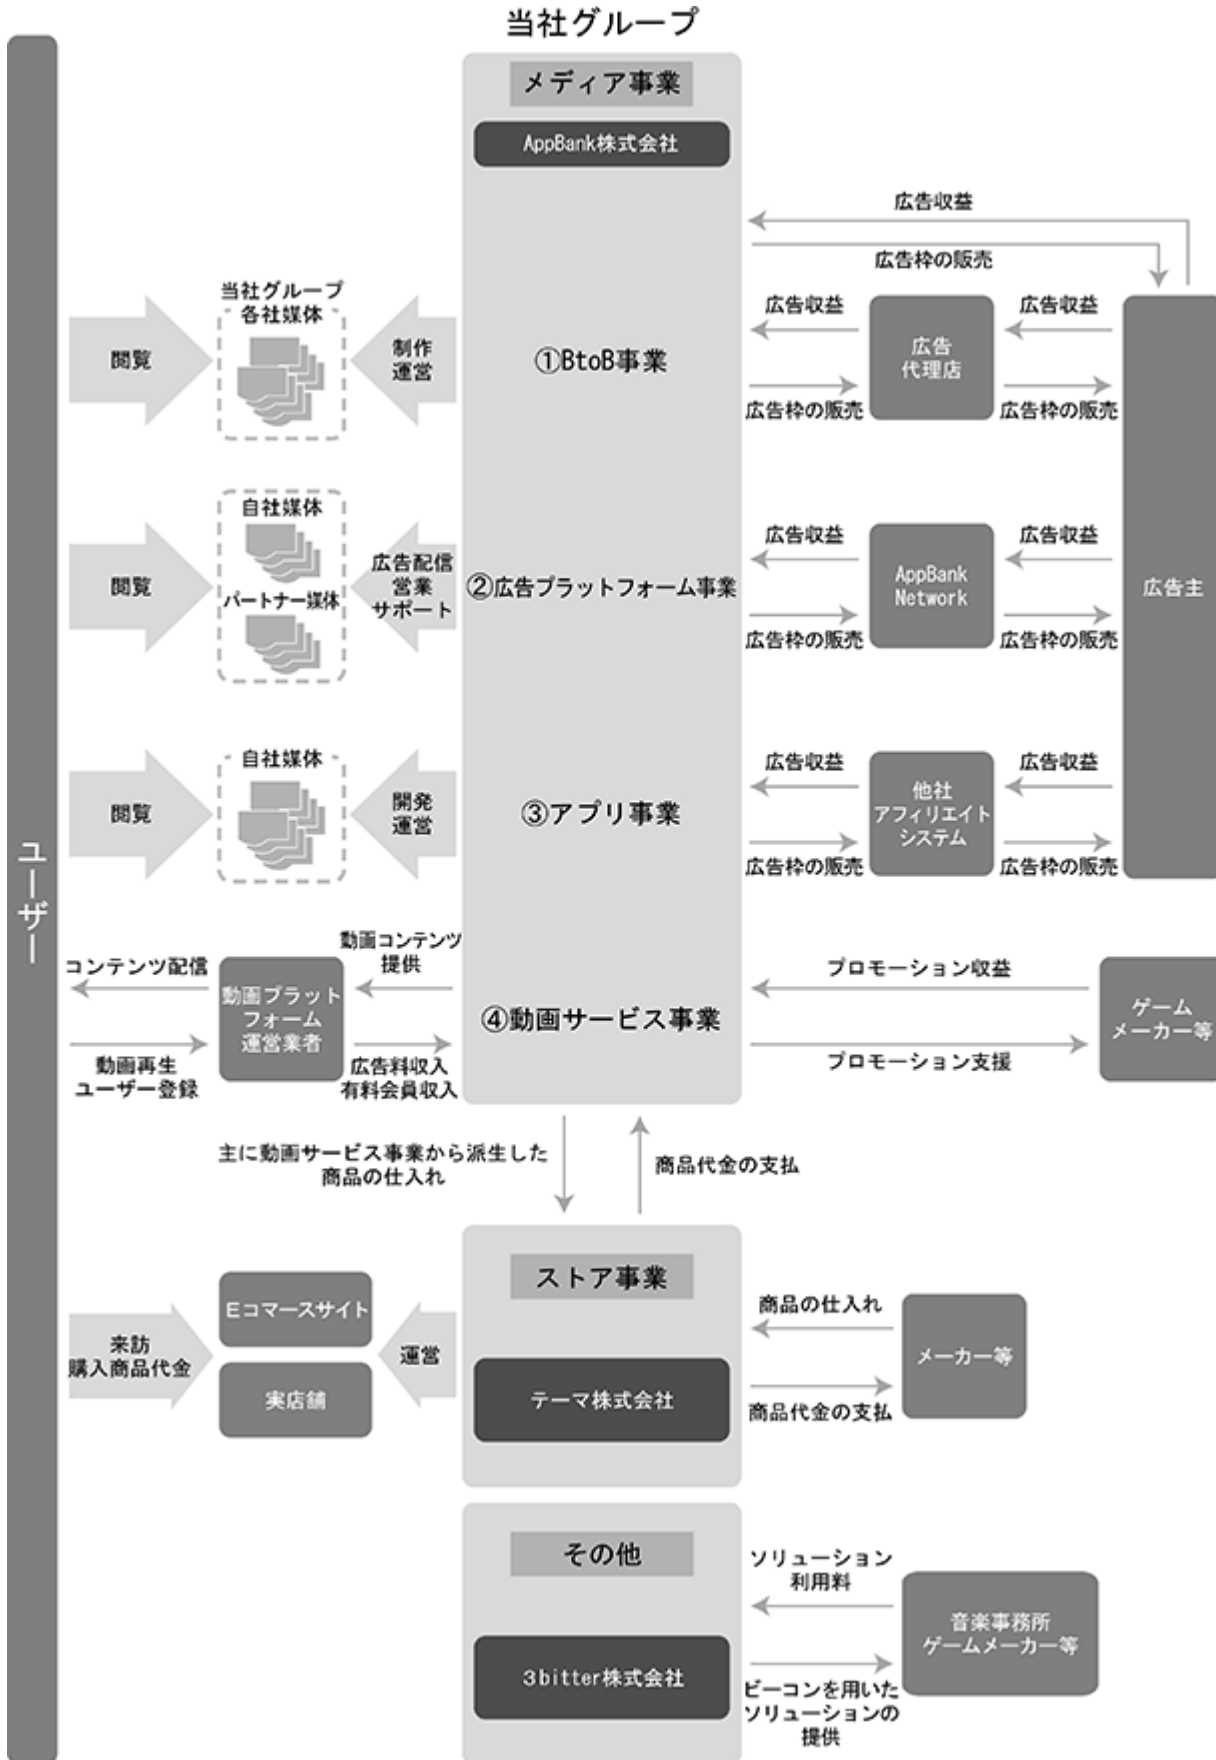 当社グループ
メディア事業
AppBank株式会社
広告収益
広告枠の販売
当社グループ
各社媒体
閲覧
制作
運営
①BtoB事業
広告収益
広告枠の販売
広告
代理店
広告収益
広告枠の販売
広告主
自社媒体
パートナー媒体
閲覧
広告配信
営業
サポート
②広告プラットフォーム事業
広告収益
広告枠の販売
AppBank
Network
広告収益
広告枠の販売
自社媒体
閲覧
開発
運営
③アプリ事業
広告収益
広告枠の販売
他社
アフィリエイト
システム
広告収益
広告枠の販売
ユーザー
コンテンツ配信
動画再生
ユーザー登録
動画プラット
フォーム
運営業者
動画コンテンツ
提供
広告料収入
有料会員収入
④動画サービス事業
プロモーション収益
プロモーション支援
ゲーム
メーカー等
主に動画サービス事業から派生した
商品の仕入れ
商品代金の支払
ストア事業
テーマ株式会社
来訪
購入商品代金
Eコマースサイト
実店舗
運営
商品の仕入れ
商品代金の支払
メーカー等
その他
3bitter株式会社
ソリューション
利用料
ビーコンを用いた
ソリューションの
提供
音楽事務所
ゲームメーカー等